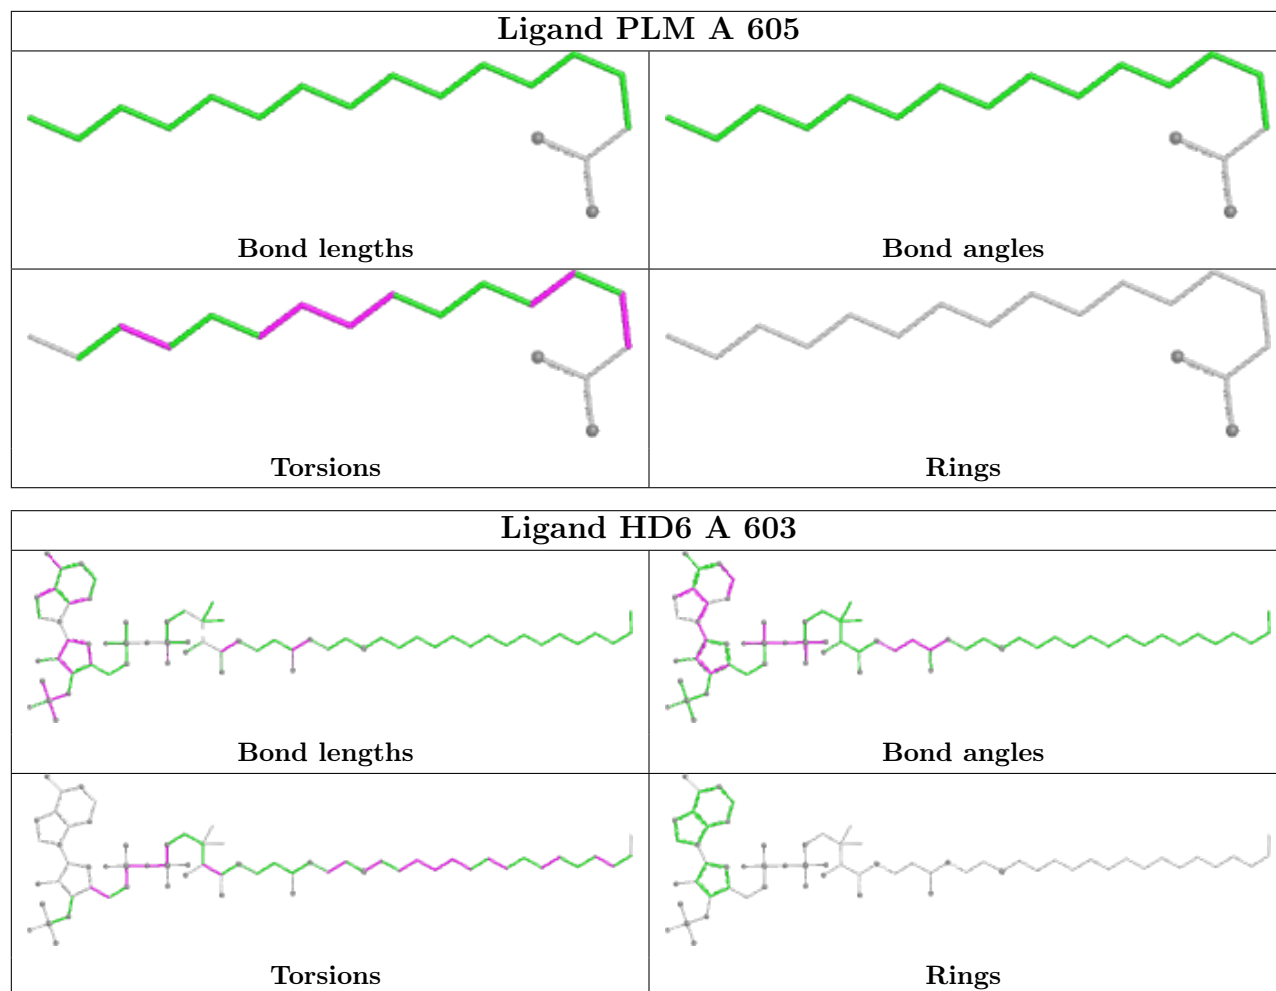 Ligand PLM A 605
Bond lengths
Bond angles
Torsions
Rings
Ligand HD6 A 603
Bond lengths
Bond angles
Torsions
Rings